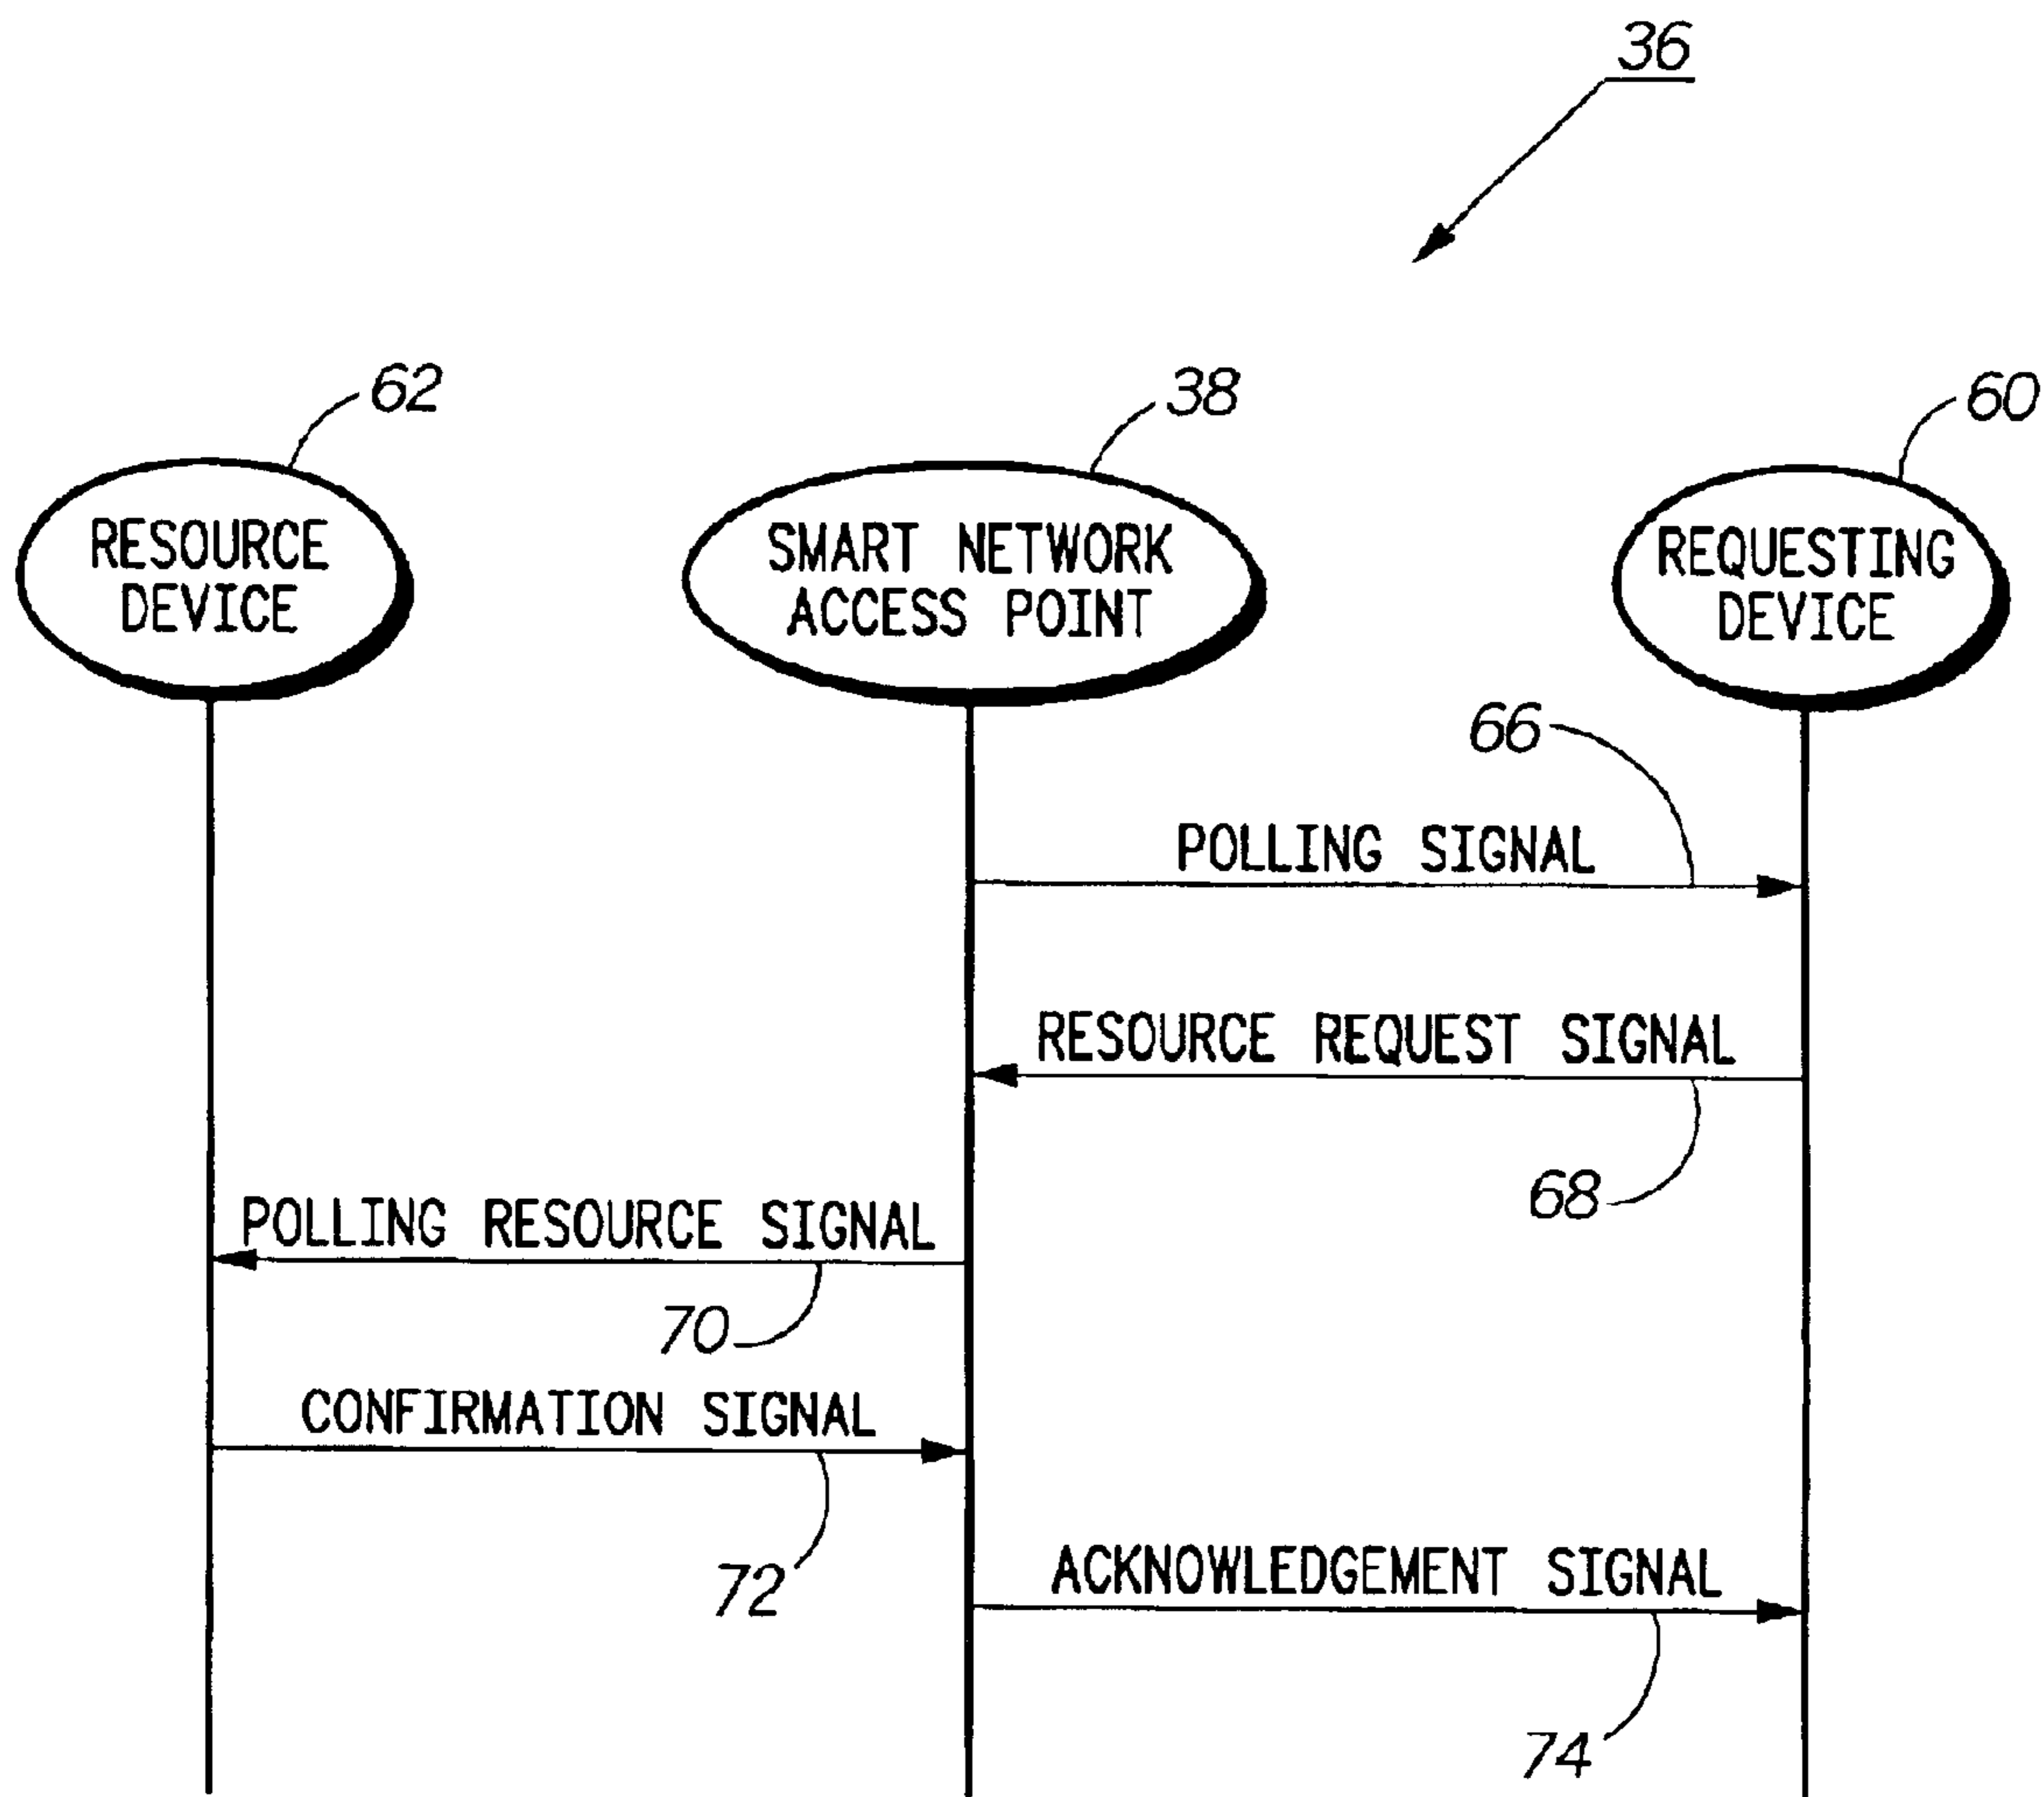 36
62
38
60
RESOURCE
DEVICE
SMART NETWORK
ACCESS POINT
REQUESTING
DEVICE
66
POLLING SIGNAL
RESOURCE REQUEST SIGNAL
68
POLLING RESOURCE SIGNAL
70
CONFIRMATION SIGNAL
72
ACKNOWLEDGEMENT SIGNAL
74